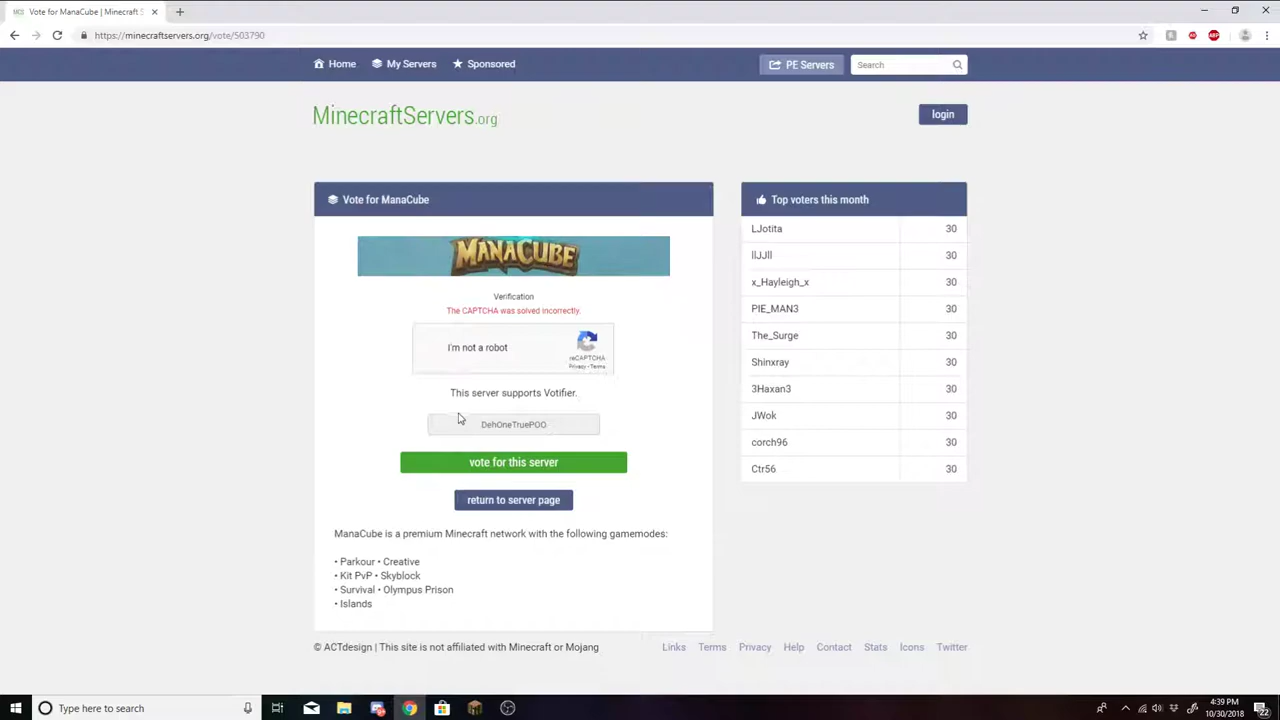 Vote for ManaCube | Minecraft S
https://minecraftservers.org/vote/503790
Home
My Servers
Sponsored
PE Servers
Search
MinecraftServers.org
login
Vote for ManaCube
MANACUBE
Verification
The CAPTCHA was solved incorrectly.
I'm not a robot
reCAPTCHA
Privacy - Terms
This server supports Votifier.
DehOneTruePOO
vote for this server
return to server page
ManaCube is a premium Minecraft network with the following gamemodes:
• Parkour • Creative
• Kit PvP • Skyblock
• Survival • Olympus Prison
• Islands
Top voters this month
LJotita 30
llJJll 30
x_Hayleigh_x 30
PIE_MAN3 30
The_Surge 30
Shinxray 30
3Haxan3 30
JWok 30
corch96 30
Ctr56 30
© ACTdesign | This site is not affiliated with Minecraft or Mojang
Links Terms Privacy Help Contact Stats Icons Twitter
Type here to search
4:39 PM
10/30/2018
22